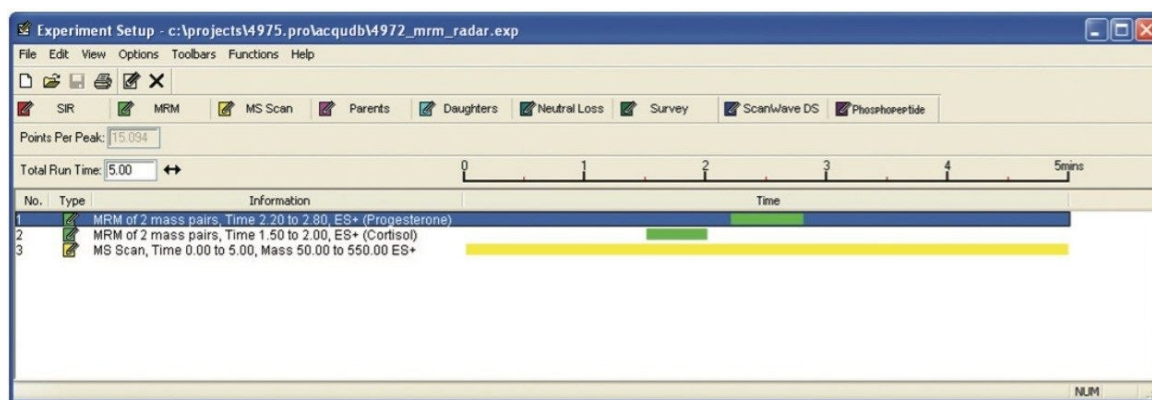 Experiment Setup - c:\projects\4975.pro\acqudb\4972_mrm_radar.exp
File Edit View Options Toolbars Functions Help
SIR MRM MS Scan Parents Daughters Neutral Loss Survey ScanWave DS Phosphopeptide
Points Per Peak: 15.094
Total Run Time: 5.00 0 1 2 3 4 5mins
No. Type Information Time
1 MRM of 2 mass pairs, Time 2.20 to 2.80, ES+ (Progesterone)
2 MRM of 2 mass pairs, Time 1.50 to 2.00, ES+ (Cortisol)
3 MS Scan, Time 0.00 to 5.00, Mass 50.00 to 550.00 ES+
NUM